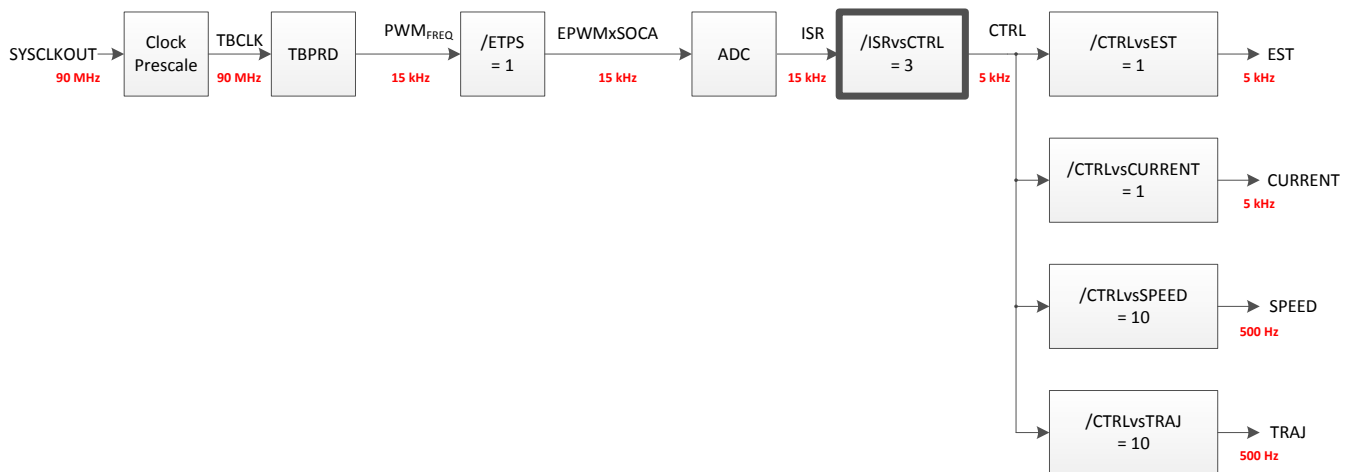 SYSCLKOUT
90 MHz
Clock
Prescale
TBCLK
90 MHz
TBPRD
PWMFREQ
15 kHz
/ETPS
= 1
EPWMxSOCA
15 kHz
ADC
ISR
15 kHz
/ISRvsCTRL
= 3
CTRL
5 kHz
/CTRLvsEST
= 1
EST
5 kHz
/CTRLvsCURRENT
= 1
CURRENT
5 kHz
/CTRLvsSPEED
= 10
SPEED
500 Hz
/CTRLvsTRAJ
= 10
TRAJ
500 Hz